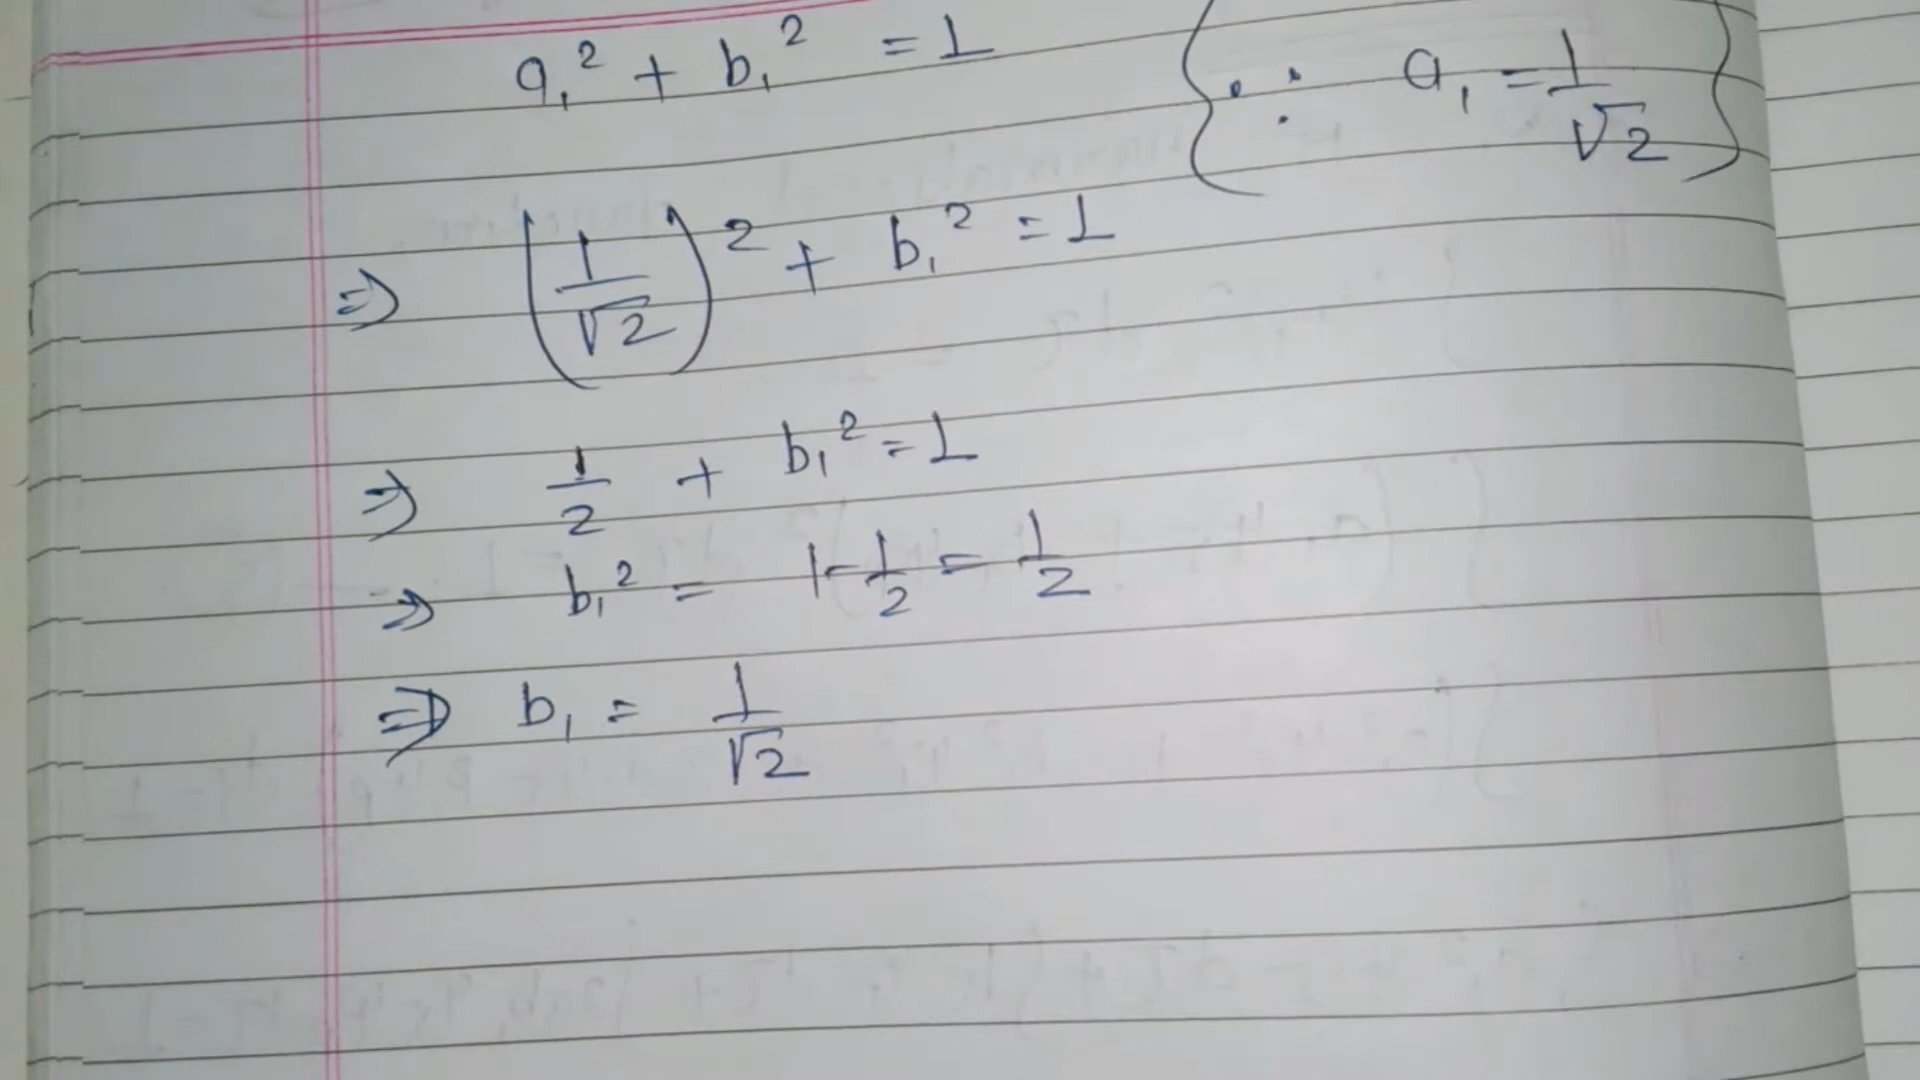 a₁² + b₁² = 1 {∵ a₁ = 1/√2}
⇒ (1/√2)² + b₁² = 1
⇒ 1/2 + b₁² = 1
⇒ b₁² = 1 - 1/2 = 1/2
⇒ b₁ = 1/√2